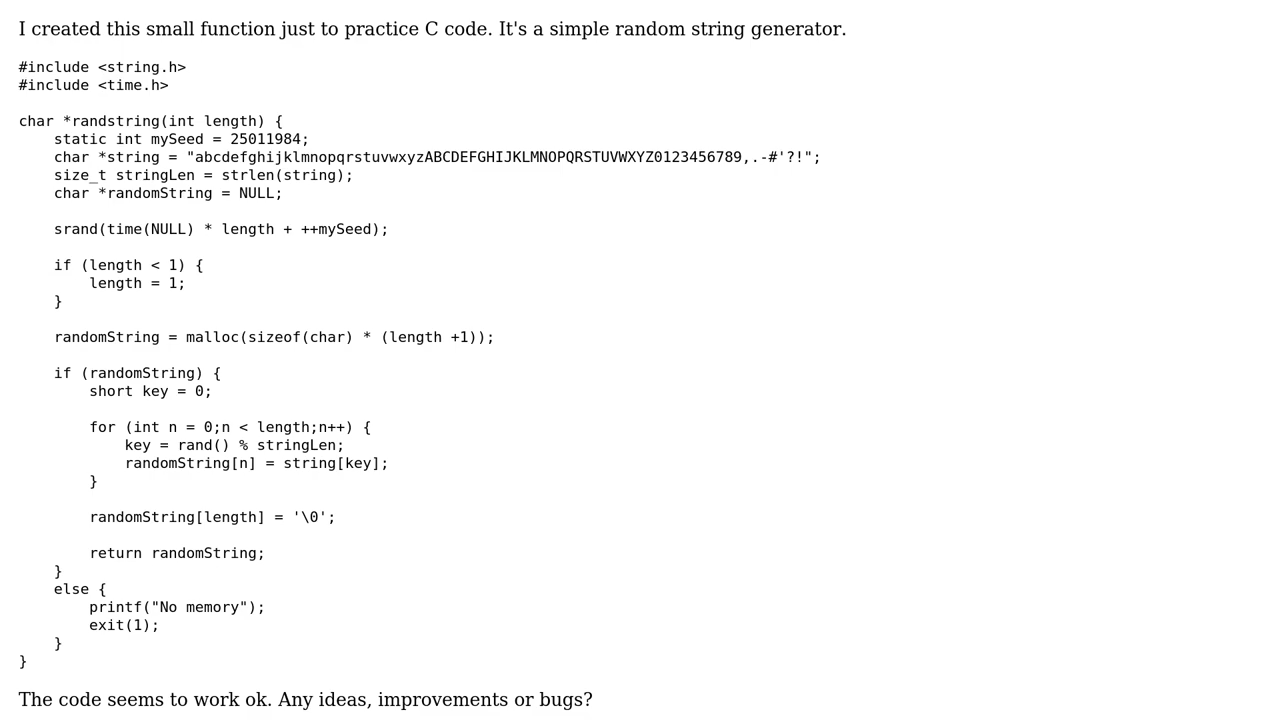 I created this small function just to practice C code. It's a simple random string generator.
#include <string.h>
#include <time.h>

char *randstring(int length) {
    static int mySeed = 25011984;
    char *string = "abcdefghijklmnopqrstuvwxyzABCDEFGHIJKLMNOPQRSTUVWXYZ0123456789,.-#'?!";
    size_t stringLen = strlen(string);
    char *randomString = NULL;

    srand(time(NULL) * length + ++mySeed);

    if (length < 1) {
        length = 1;
    }

    randomString = malloc(sizeof(char) * (length +1));

    if (randomString) {
        short key = 0;

        for (int n = 0;n < length;n++) {
            key = rand() % stringLen;
            randomString[n] = string[key];
        }

        randomString[length] = '\0';

        return randomString;
    }
    else {
        printf("No memory");
        exit(1);
    }
}
The code seems to work ok. Any ideas, improvements or bugs?